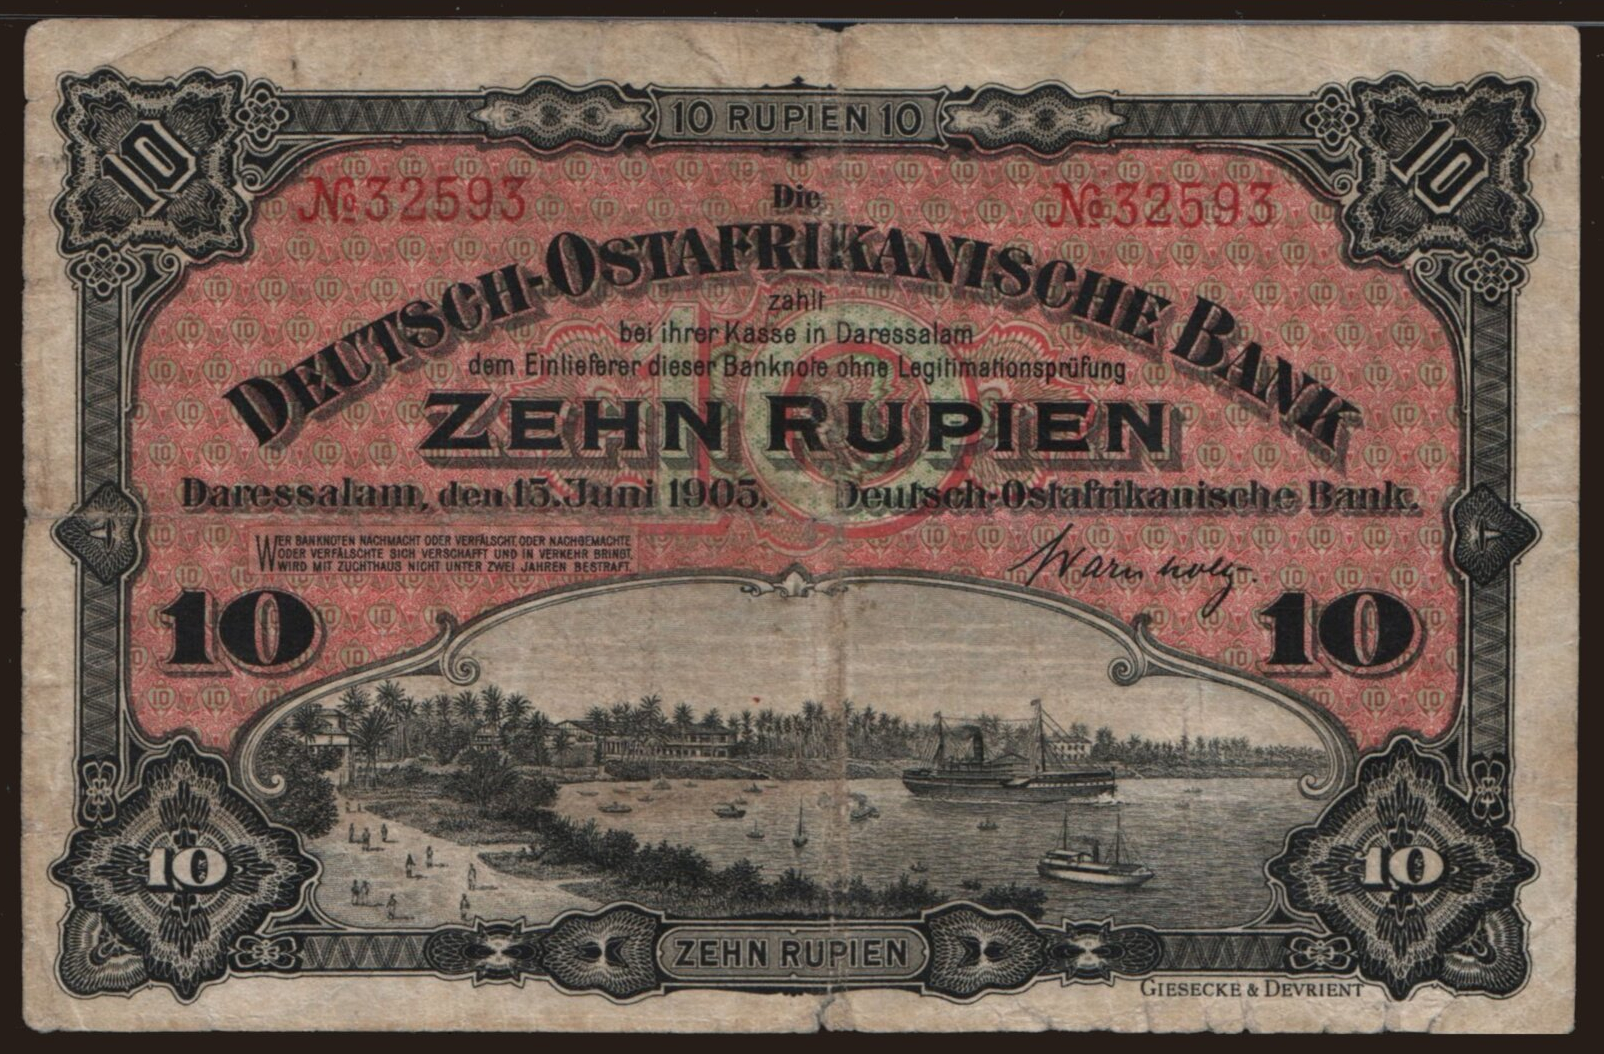 10 RUPIEN 10
10
10
№32593
№32593
Die
DEUTSCH-OSTAFRIKANISCHE BANK
zahlt
bei ihrer Kasse in Daressalam
dem Einlieferer dieser Banknote ohne Legitimationsprüfung
ZEHN RUPIEN
Daressalam, den 15. Juni 1905. Deutsch-Ostafrikanische Bank.
WER BANKNOTEN NACHMACHT ODER VERFÄLSCHT, ODER NACHGEMACHTE
ODER VERFÄLSCHTE SICH VERSCHAFFT UND IN VERKEHR BRINGT,
WIRD MIT ZUCHTHAUS NICHT UNTER ZWEI JAHREN BESTRAFT.
10
10
10
10
10
ZEHN RUPIEN
GIESECKE & DEVRIENT